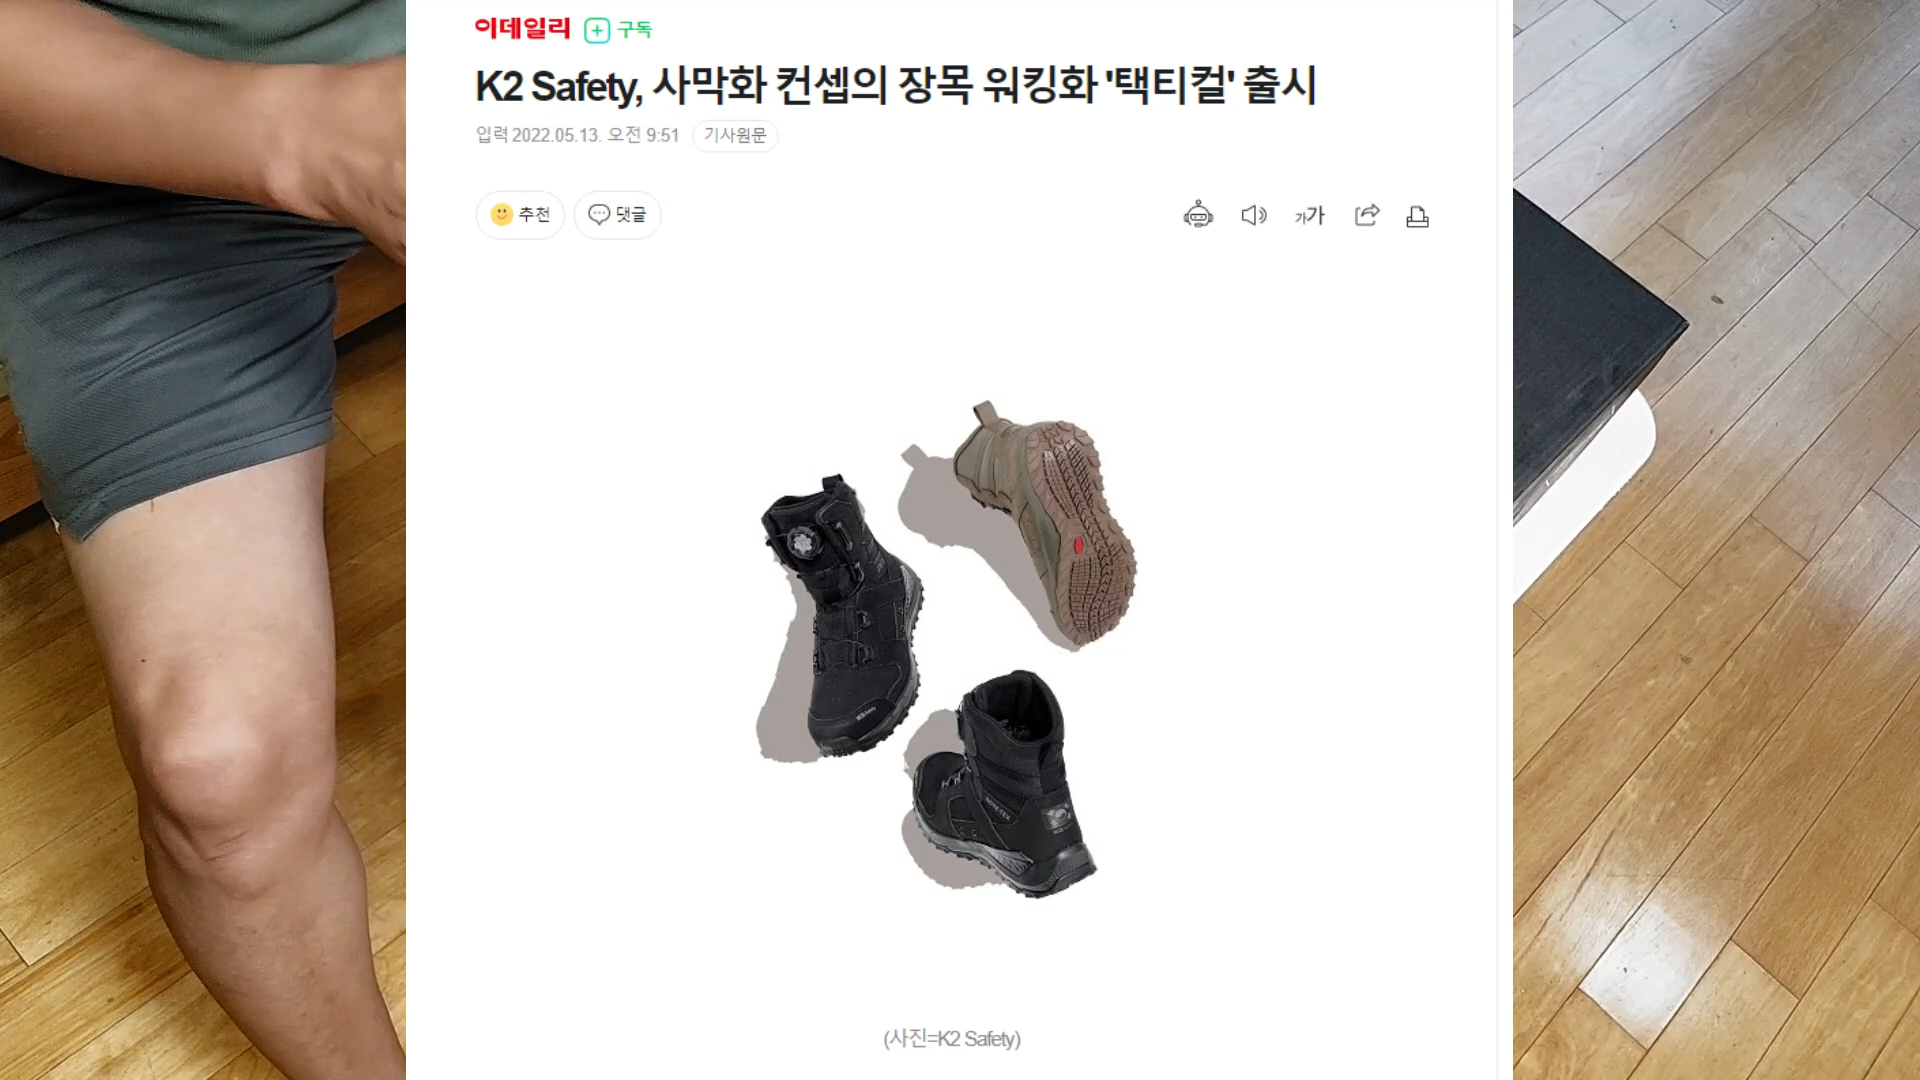 이데일리 구독
K2 Safety, 사막화 컨셉의 장목 워킹화 '택티컬' 출시
입력 2022.05.13. 오전 9:51 기사원문
추천 댓글 가가
GORE-TEX
(사진=K2 Safety)